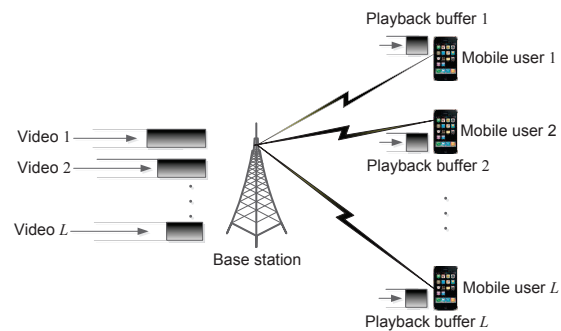 Playback buffer 1
Mobile user 1
Video 1
Video 2
Video L
Base station
Mobile user 2
Playback buffer 2
Mobile user L
Playback buffer L